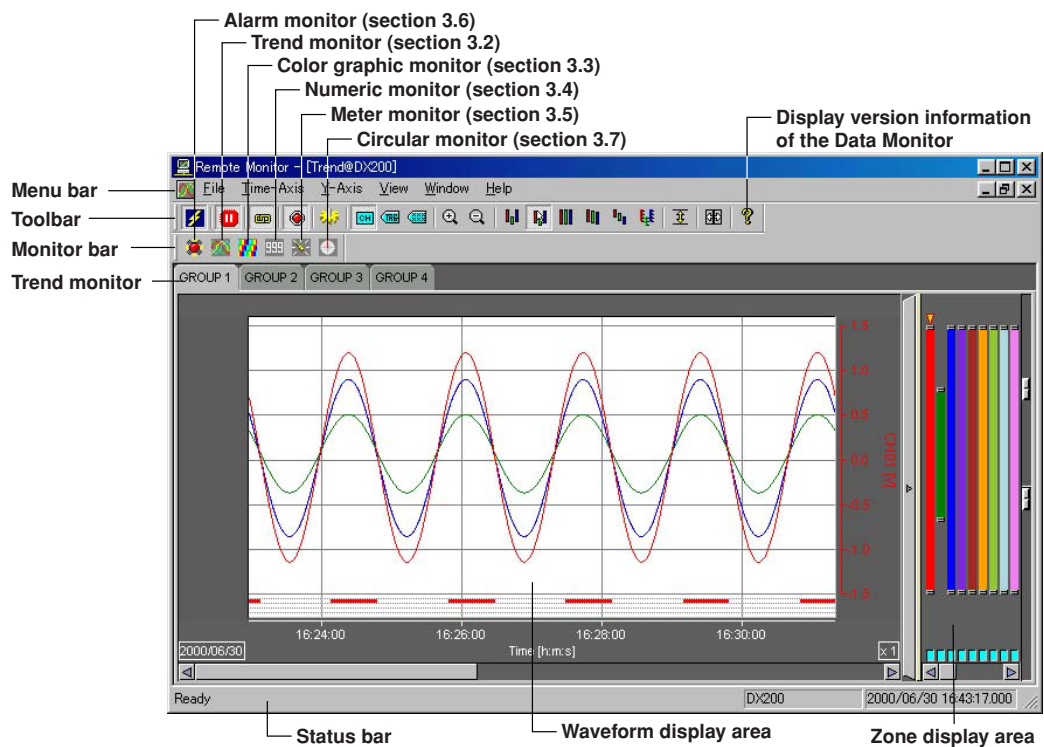 Alarm monitor (section 3.6)
Trend monitor (section 3.2)
Color graphic monitor (section 3.3)
Numeric monitor (section 3.4)
Meter monitor (section 3.5)
Circular monitor (section 3.7)
Display version information
of the Data Monitor
Remote Monitor - [Trend@DX200]
Menu bar
File Time-Axis Y-Axis View Window Help
Toolbar
CH TAG
Monitor bar
999
Trend monitor
GROUP 1 GROUP 2 GROUP 3 GROUP 4
1.5
1.0
0.5
0.0
-0.5
-1.0
-1.5
CH01 [V]
16:24:00 16:26:00 16:28:00 16:30:00
2000/06/30 Time [h:m:s] x 1
Ready DX200 2000/06/30 16:43:17.000
Status bar
Waveform display area
Zone display area